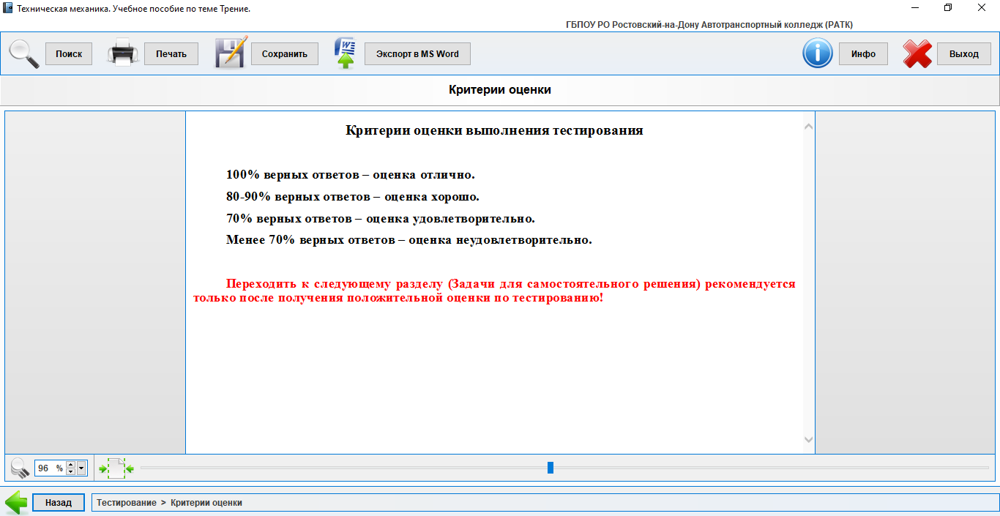 Техническая механика. Учебное пособие по теме Трение.
ГБПОУ РО Ростовский-на-Дону Автотранспортный колледж (РАТК)
Поиск
Печать
Сохранить
Экспорт в MS Word
Инфо
Выход
Критерии оценки
Критерии оценки выполнения тестирования
100% верных ответов – оценка отлично.
80-90% верных ответов – оценка хорошо.
70% верных ответов – оценка удовлетворительно.
Менее 70% верных ответов – оценка неудовлетворительно.
Переходить к следующему разделу (Задачи для самостоятельного решения) рекомендуется
только после получения положительной оценки по тестированию!
96 %
Назад
Тестирование > Критерии оценки